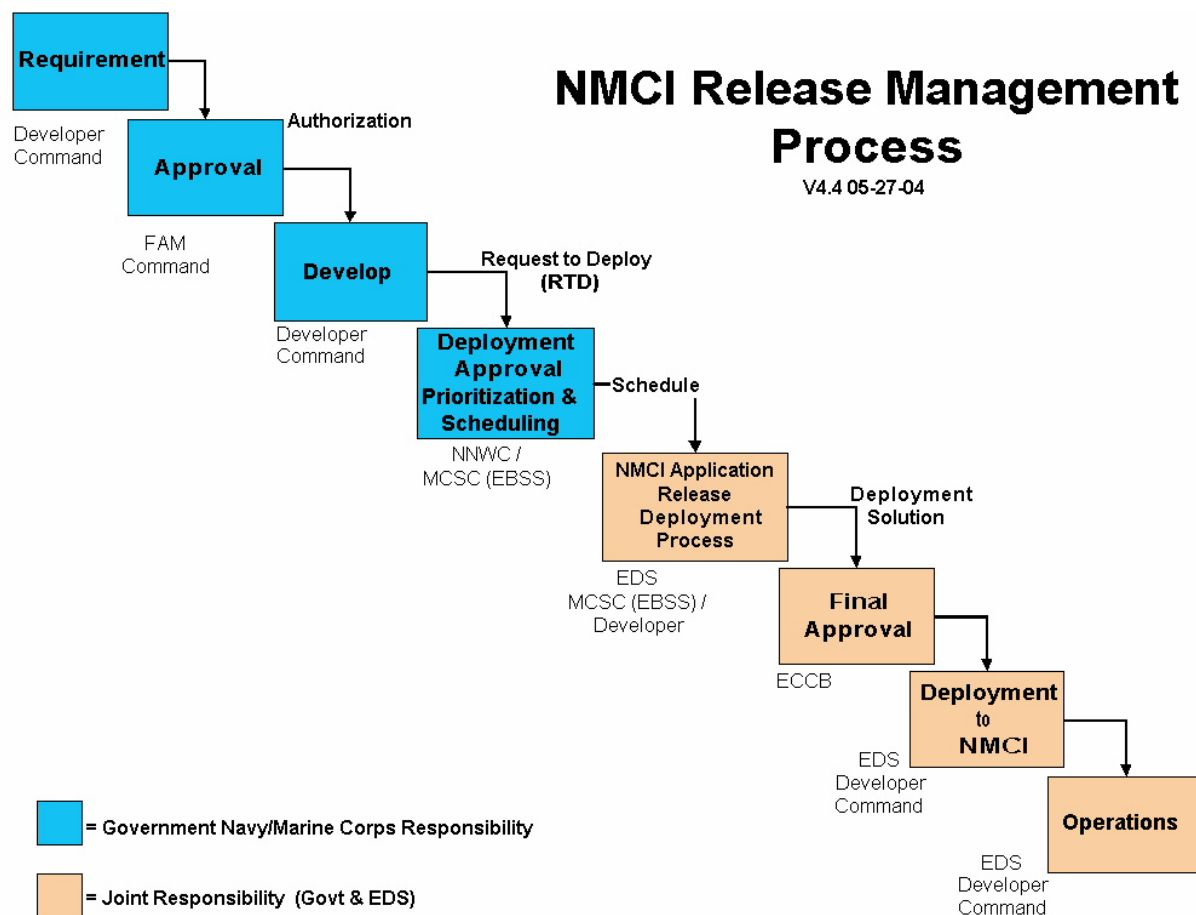 NMCI Release Management
Process
V4.4 05-27-04
Requirement
Developer
Command
Authorization
Approval
FAM
Command
Develop
Developer
Command
Request to Deploy
(RTD)
Deployment
Approval
Prioritization &
Scheduling
NNWC /
MCSC (EBSS)
Schedule
NMCI Application
Release
Deployment
Process
EDS
MCSC (EBSS) /
Developer
Deployment
Solution
Final
Approval
ECCB
Deployment
to
NMCI
EDS
Developer
Command
Operations
EDS
Developer
Command
= Government Navy/Marine Corps Responsibility
= Joint Responsibility (Govt & EDS)